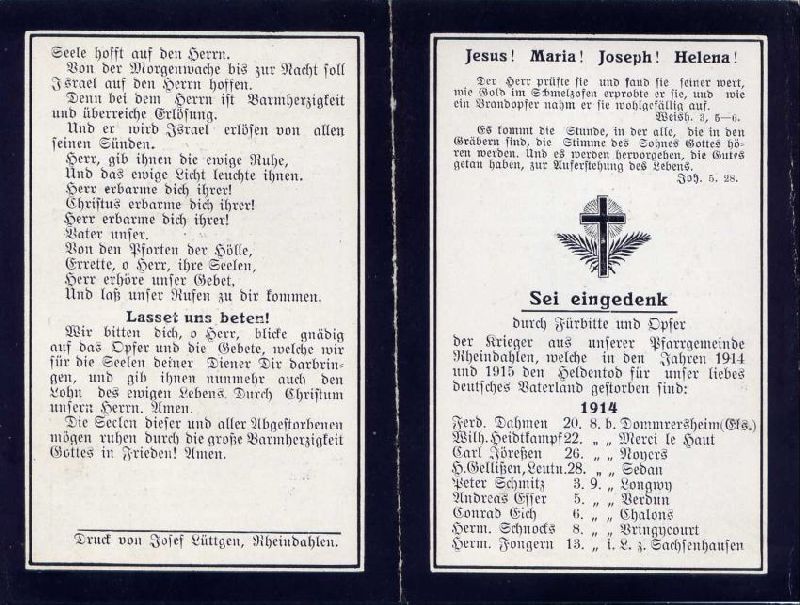 Seele hofft auf den Herrn.
Von der Morgenwache bis zur Nacht soll
Israel auf den Herrn hoffen.
Denn bei dem Herrn ist Barmherzigkeit
und überreiche Erlösung.
Und er wird Israel erlösen von allen
seinen Sünden.
Herr, gib ihnen die ewige Ruhe,
Und das ewige Licht leuchte ihnen.
Herr erbarme dich ihrer!
Christus erbarme dich ihrer!
Herr erbarme dich ihrer!
Vater unser.
Von den Pforten der Hölle,
Errette, o Herr, ihre Seelen,
Herr erhöre unser Gebet.
Und laß unser Rufen zu dir kommen.
Lasset uns beten!
Wir bitten dich, o Herr, blicke gnädig
auf das Opfer und die Gebete, welche wir
für die Seelen deiner Diener Dir darbrin-
gen, und gib ihnen nunmehr auch den
Lohn des ewigen Lebens. Durch Christum
unsern Herrn. Amen.
Die Seelen dieser und aller Abgestorbenen
mögen ruhen durch die große Barmherzigkeit
Gottes in Frieden! Amen.
Druck von Josef Lüttgen, Rheindahlen.
Jesus! Maria! Joseph! Helena!
Der Herr prüfte sie und fand sie seiner wert,
wie Gold im Schmelzofen erprobte er sie, und wie
ein Brandopfer nahm er sie wohlgefällig auf.
Weish. 3, 5–6.
Es kommt die Stunde, in der alle, die in den
Gräbern sind, die Stimme des Sohnes Gottes hö-
ren werden. Und es werden hervorgehen, die Gutes
getan haben, zur Auferstehung des Lebens.
Joh. 5. 28.
Sei eingedenk
durch Fürbitte und Opfer
der Krieger aus unserer Pfarrgemeinde
Rheindahlen, welche in den Jahren 1914
und 1915 den Heldentod für unser liebes
deutsches Vaterland gestorben sind:
1914
Ferd. Dahmen 20. 8. b. Dommersheim (Els.)
Wilh. Heidtkampf 22. „ „ Merci le Haut
Carl Jöreßen 26. „ „ Noyers
H. Gellißen, Leutn. 28. „ „ Sedan
Peter Schmitz 3. 9. „ Longwy
Andreas Esser 5. „ „ Verdun
Conrad Eich 6. „ „ Chalons
Herm. Schnocks 8. „ „ Vringycourt
Herm. Fongern 13. „ i. L. z. Sachsenhausen